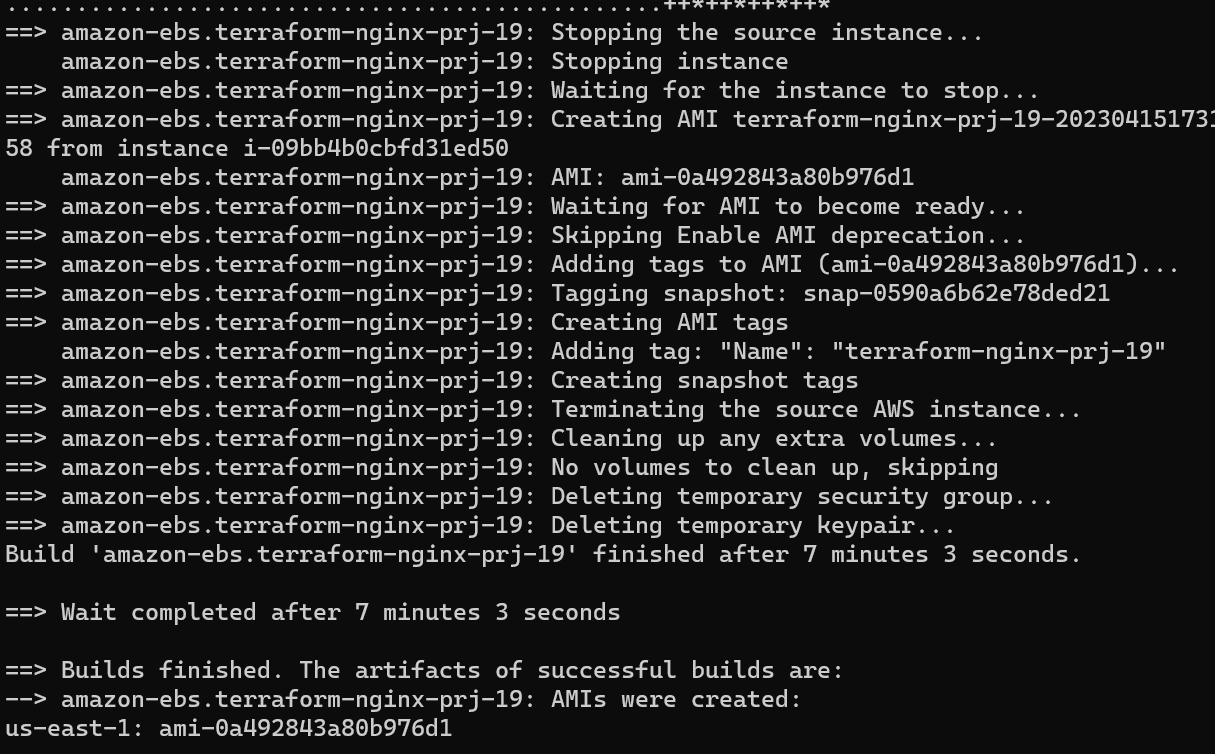 ..................................................++*++*++*++*
==> amazon-ebs.terraform-nginx-prj-19: Stopping the source instance...
    amazon-ebs.terraform-nginx-prj-19: Stopping instance
==> amazon-ebs.terraform-nginx-prj-19: Waiting for the instance to stop...
==> amazon-ebs.terraform-nginx-prj-19: Creating AMI terraform-nginx-prj-19-202304151731
58 from instance i-09bb4b0cbfd31ed50
    amazon-ebs.terraform-nginx-prj-19: AMI: ami-0a492843a80b976d1
==> amazon-ebs.terraform-nginx-prj-19: Waiting for AMI to become ready...
==> amazon-ebs.terraform-nginx-prj-19: Skipping Enable AMI deprecation...
==> amazon-ebs.terraform-nginx-prj-19: Adding tags to AMI (ami-0a492843a80b976d1)...
==> amazon-ebs.terraform-nginx-prj-19: Tagging snapshot: snap-0590a6b62e78ded21
==> amazon-ebs.terraform-nginx-prj-19: Creating AMI tags
    amazon-ebs.terraform-nginx-prj-19: Adding tag: "Name": "terraform-nginx-prj-19"
==> amazon-ebs.terraform-nginx-prj-19: Creating snapshot tags
==> amazon-ebs.terraform-nginx-prj-19: Terminating the source AWS instance...
==> amazon-ebs.terraform-nginx-prj-19: Cleaning up any extra volumes...
==> amazon-ebs.terraform-nginx-prj-19: No volumes to clean up, skipping
==> amazon-ebs.terraform-nginx-prj-19: Deleting temporary security group...
==> amazon-ebs.terraform-nginx-prj-19: Deleting temporary keypair...
Build 'amazon-ebs.terraform-nginx-prj-19' finished after 7 minutes 3 seconds.

==> Wait completed after 7 minutes 3 seconds

==> Builds finished. The artifacts of successful builds are:
--> amazon-ebs.terraform-nginx-prj-19: AMIs were created:
us-east-1: ami-0a492843a80b976d1